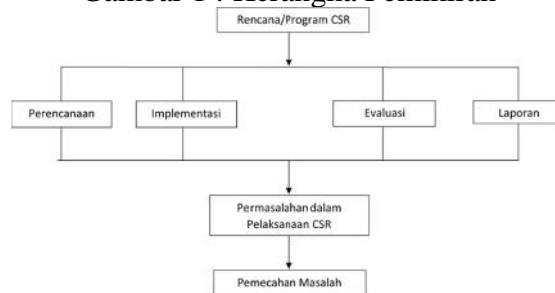 Rencana/Program CSR
Perencanaan
Implementasi
Evaluasi
Laporan
Permasalahan dalam
Pelaksanaan CSR
Pemecahan Masalah